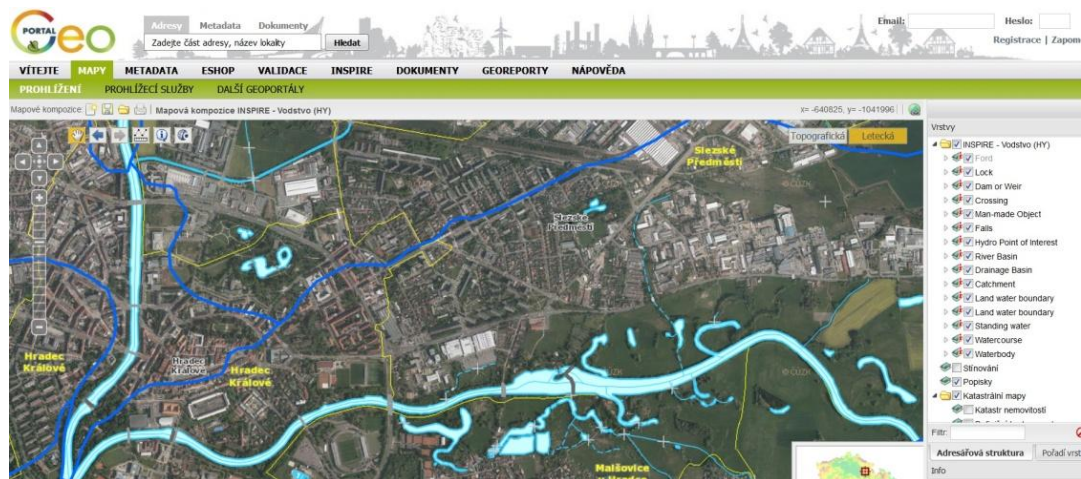 PORTAL
Geo
Adresy Metadata Dokumenty
Zadejte část adresy, název lokality
Hledat
Email:
Heslo:
Registrace | Zapom
VÍTEJTE MAPY METADATA ESHOP VALIDACE INSPIRE DOKUMENTY GEOREPORTY NÁPOVĚDA
PROHLÍŽENÍ PROHLÍŽECÍ SLUŽBY DALŠÍ GEOPORTÁLY
Mapové kompozice: Mapová kompozice INSPIRE - Vodstvo (HY) x= -640825, y= -1041996
Topografická Letecká
Slezské
Předměstí
Slezské
Předměstí
© ČÚZK
Hradec
Králové
Hradec
Králové
Hradec
Králové
© ČÚZK
Malšovice
u Hradce
Vrstvy
INSPIRE - Vodstvo (HY)
Ford
Lock
Dam or Weir
Crossing
Man-made Object
Falls
Hydro Point of Interest
River Basin
Drainage Basin
Catchment
Land water boundary
Land water boundary
Standing water
Watercourse
Waterbody
Stínování
Popisky
Katastrální mapy
Katastr nemovitostí
Filtr:
Adresářová struktura Pořadí vrst
Info